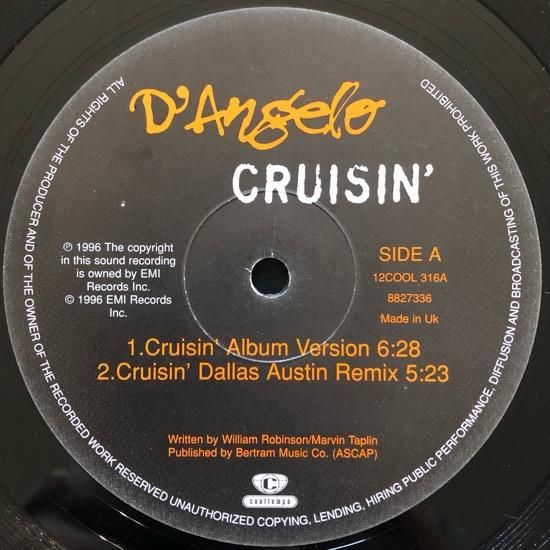 D'Angelo
CRUISIN'
℗ 1996 The copyright
in this sound recording
is owned by EMI
Records Inc.
© 1996 EMI Records
Inc.
SIDE A
12COOL 316A
8827336
Made in Uk
1.Cruisin' Album Version 6:28
2.Cruisin' Dallas Austin Remix 5:23
Written by William Robinson/Marvin Taplin
Published by Bertram Music Co. (ASCAP)
cooltempo
ALL RIGHTS OF THE PRODUCER AND OF THE OWNER OF THE RECORDED WORK RESERVED UNAUTHORIZED COPYING, LENDING, HIRING PUBLIC PERFORMANCE, DIFFUSION AND BROADCASTING OF THIS WORK PROHIBITED